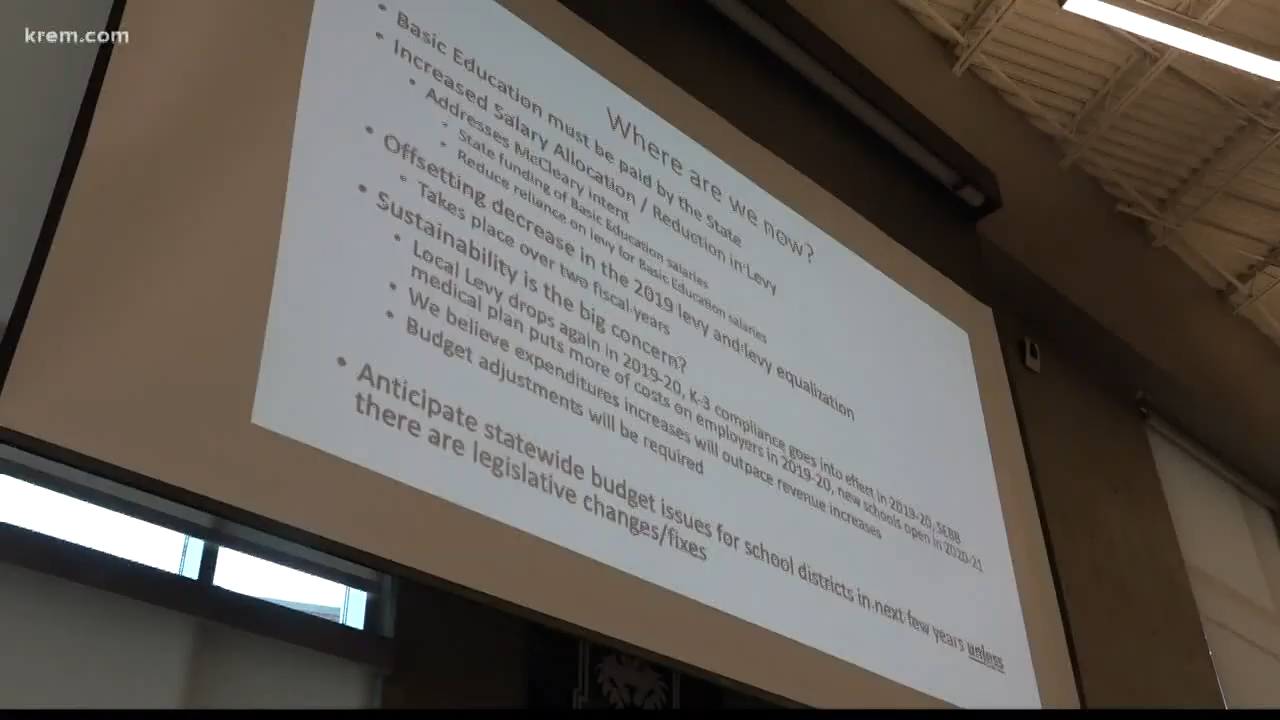 krem.com
Where are we now?
• Basic Education must be paid by the State
• Increased Salary Allocation / Reduction in Levy
• Addresses McCleary intent
• State funding of Basic Education salaries
• Reduce reliance on levy for Basic Education salaries
• Offsetting decrease in the 2019 levy and levy equalization
• Takes place over two fiscal years
• Sustainability is the big concern?
• Local Levy drops again in 2019-20, K-3 compliance goes into effect in 2019-20, SEBB
medical plan puts more of costs on employers in 2019-20, new schools open in 2020-21
• We believe expenditures increases will outpace revenue increases
• Budget adjustments will be required
• Anticipate statewide budget issues for school districts in next few years unless
there are legislative changes/fixes